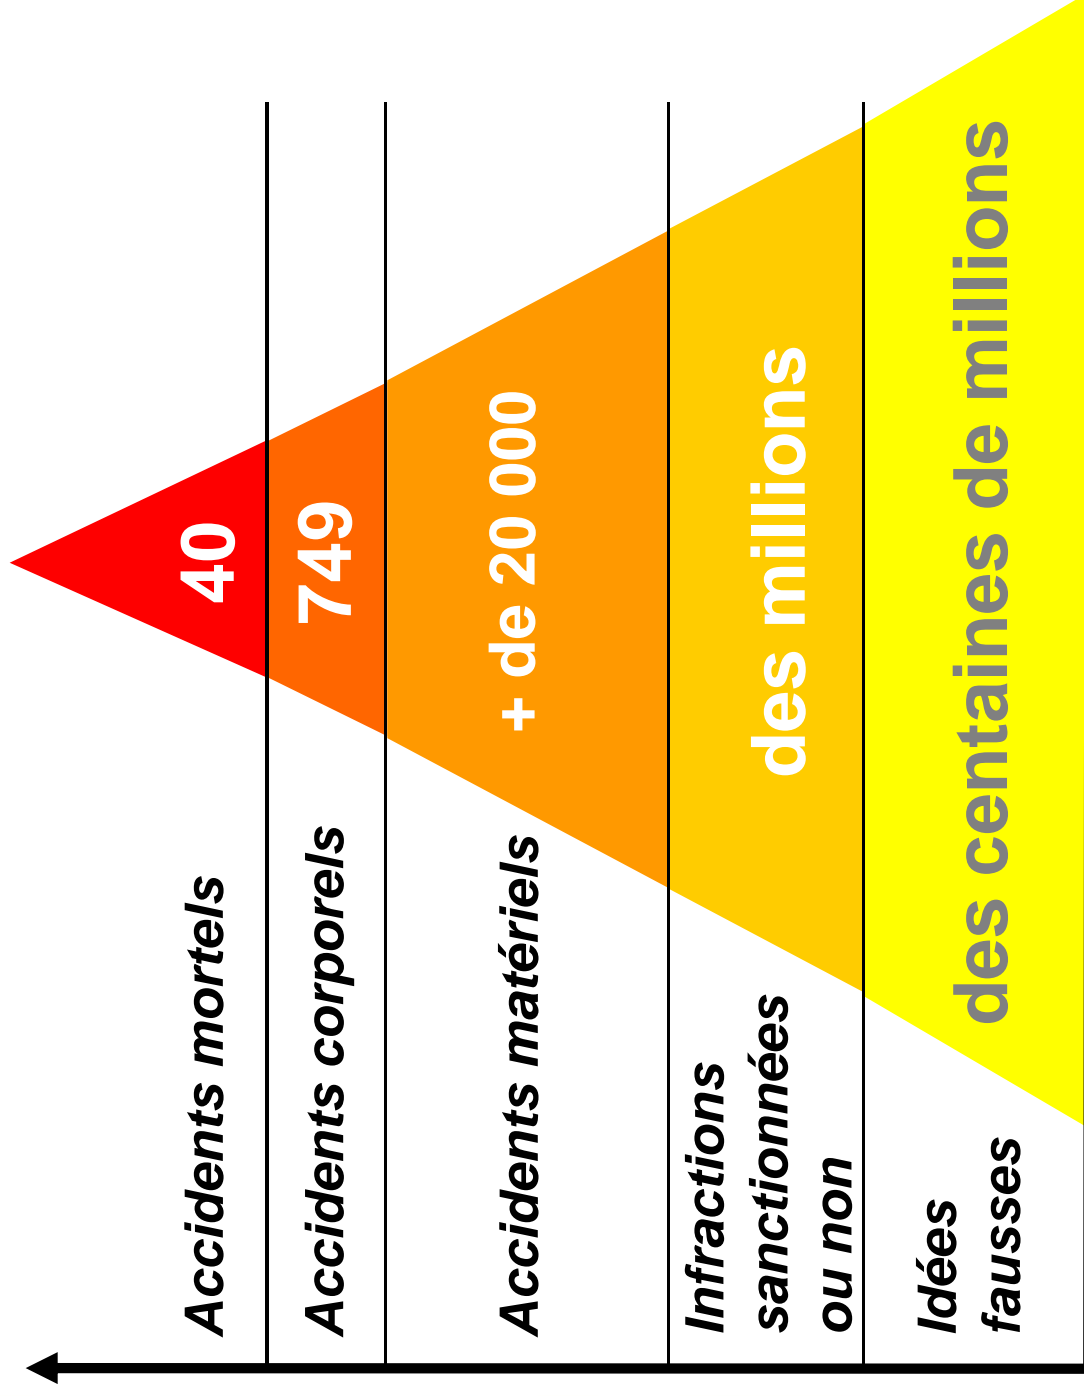 Accidents mortels
40
Accidents corporels
749
Accidents matériels
+ de 20 000
Infractions
sanctionnées
ou non
des millions
Idées
fausses
des centaines de millions